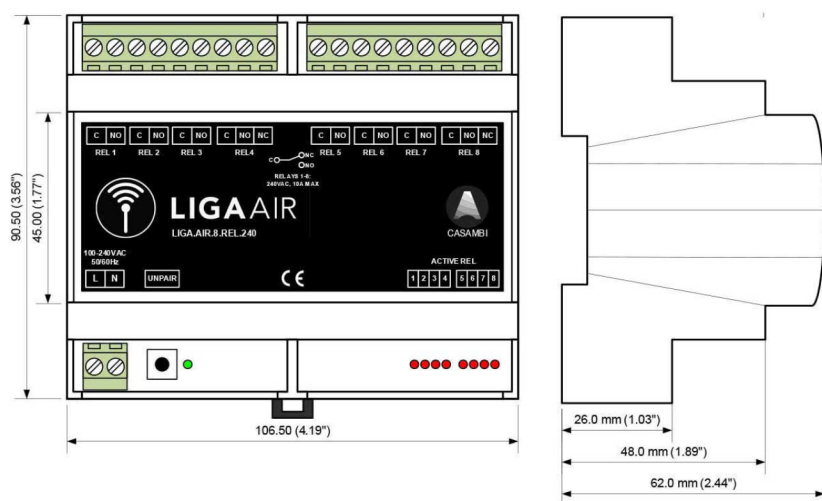 C NO C NO C NO C NO NC C NO C NO C NO C NO NC
REL 1 REL 2 REL 3 REL4 REL 5 REL 6 REL 7 REL 8
C NC
NO
RELAYS 1-8:
240VAC, 10A MAX
LIGAAIR
LIGA.AIR.8.REL.240
CASAMBI
100-240VAC
50/60Hz
L N
UNPAIR
CE
ACTIVE REL
1 2 3 4 5 6 7 8
90.50 (3.56")
45.00 (1.77")
106.50 (4.19")
26.0 mm (1.03")
48.0 mm (1.89")
62.0 mm (2.44")